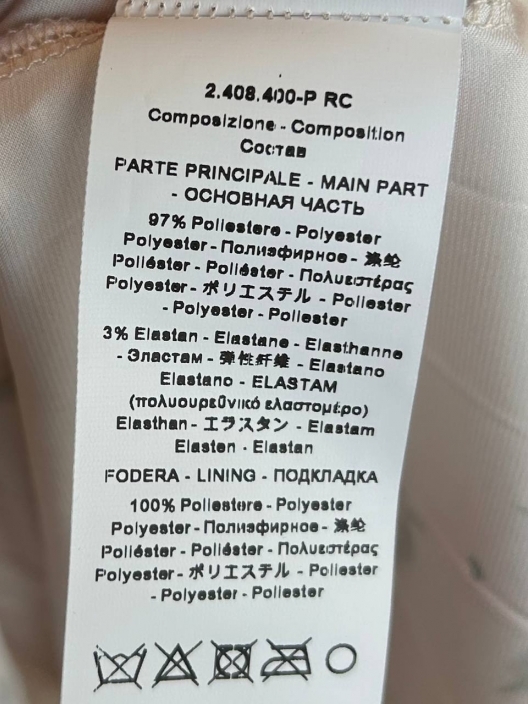 2.408.400-P RC
Composizione - Composition
Состав
PARTE PRINCIPALE - MAIN PART
- ОСНОВНАЯ ЧАСТЬ
97% Poliestere - Polyester
Polyester - Полиэфирное - 涤纶
Poliéster - Poliéster - Πολυεστέρας
Polyester - ポリエステル - Poliester
- Polyester - Poliester
3% Elastan - Elastane - Elasthanne
- Эластам - 弹性纤维 - Elastano
Elastano - ELASTAM
(πολυουρεθνικό ελαστομέρο)
Elasthan - エラスタン - Elastam
Elasten - Elastan
FODERA - LINING - ПОДКЛАДКА
100% Poliestere - Polyester
Polyester - Полиэфирное - 涤纶
Poliéster - Poliéster - Πολυεστέρας
Polyester - ポリエステル - Poliester
- Polyester - Poliester